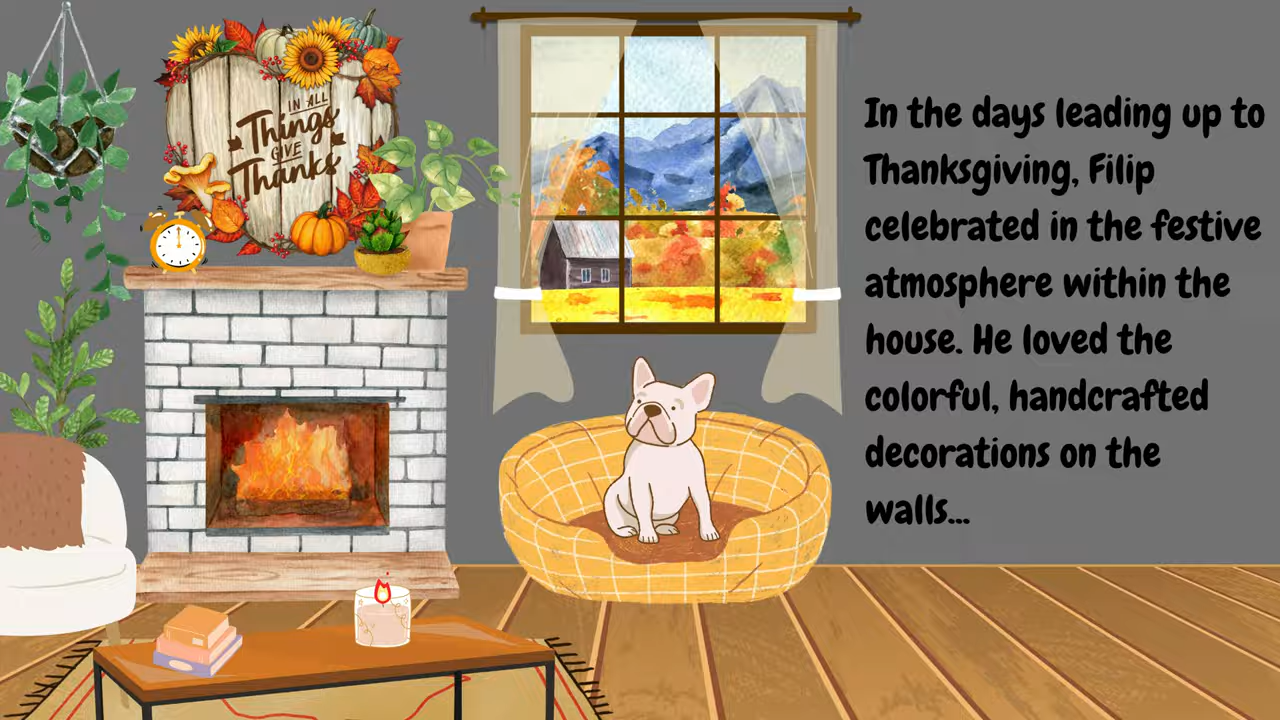 IN ALL
Things
GIVE
Thanks
In the days leading up to
Thanksgiving, Filip
celebrated in the festive
atmosphere within the
house. He loved the
colorful, handcrafted
decorations on the
walls...